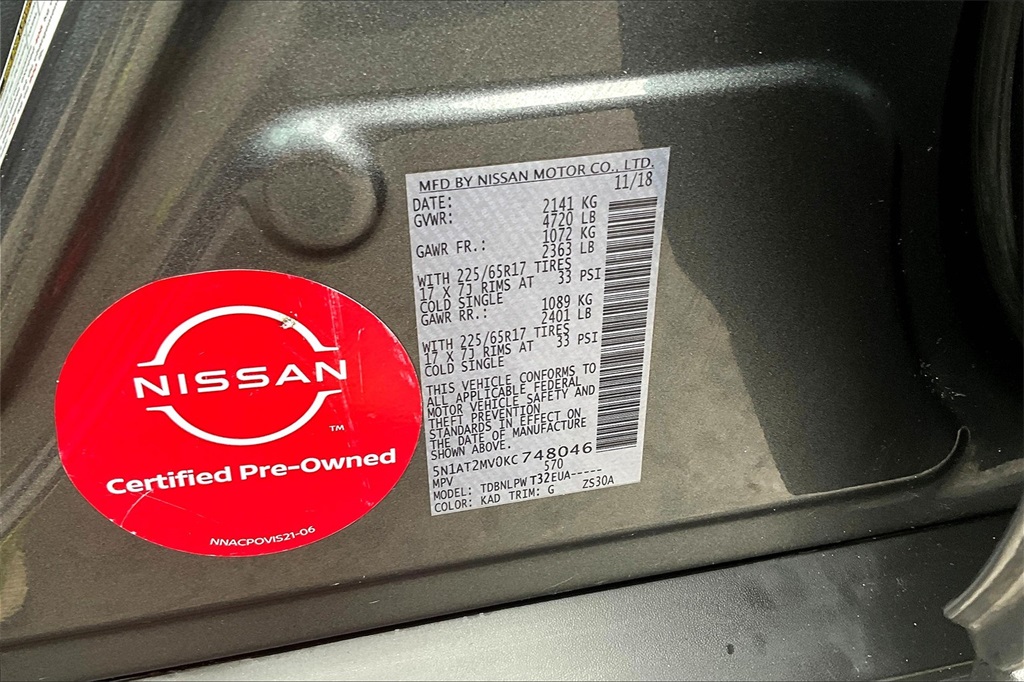 MFD BY NISSAN MOTOR CO., LTD.
DATE: 11/18
GVWR: 2141 KG
4720 LB
GAWR FR.: 1072 KG
2363 LB
WITH 225/65R17 TIRES
17 X 7J RIMS AT 33 PSI
COLD SINGLE
GAWR RR.: 1089 KG
2401 LB
WITH 225/65R17 TIRES
17 X 7J RIMS AT 33 PSI
COLD SINGLE
THIS VEHICLE CONFORMS TO
ALL APPLICABLE FEDERAL
MOTOR VEHICLE SAFETY AND
THEFT PREVENTION
STANDARDS IN EFFECT ON
THE DATE OF MANUFACTURE
SHOWN ABOVE.
5N1AT2MV0KC748046
MPV 570
MODEL: TDBNLPWT32EUA-----
COLOR: KAD TRIM: G ZS30A
NISSAN
TM
Certified Pre-Owned
NNACPOVIS21-06